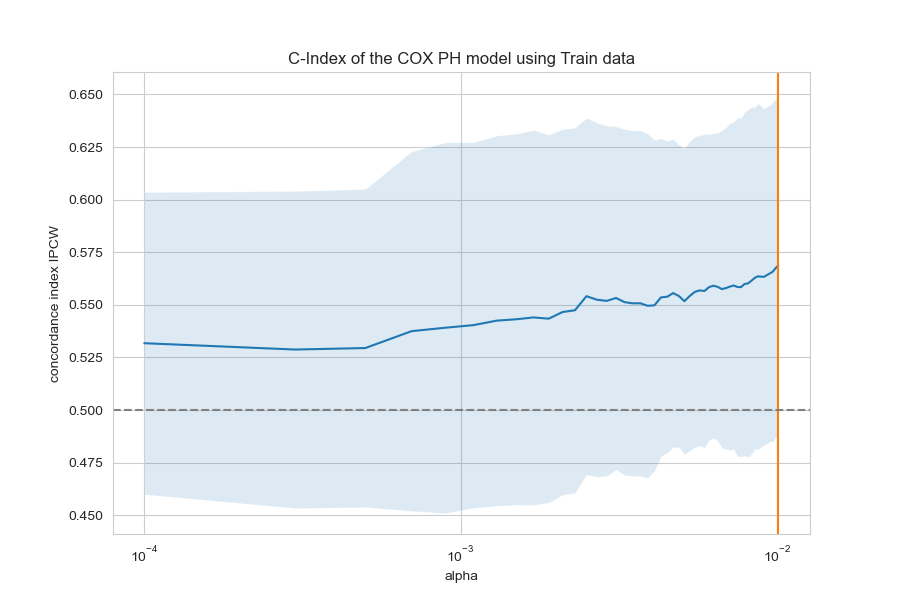 C-Index of the COX PH model using Train data
concordance index IPCW
0.650
0.625
0.600
0.575
0.550
0.525
0.500
0.475
0.450
10⁻⁴ 10⁻³ 10⁻²
alpha